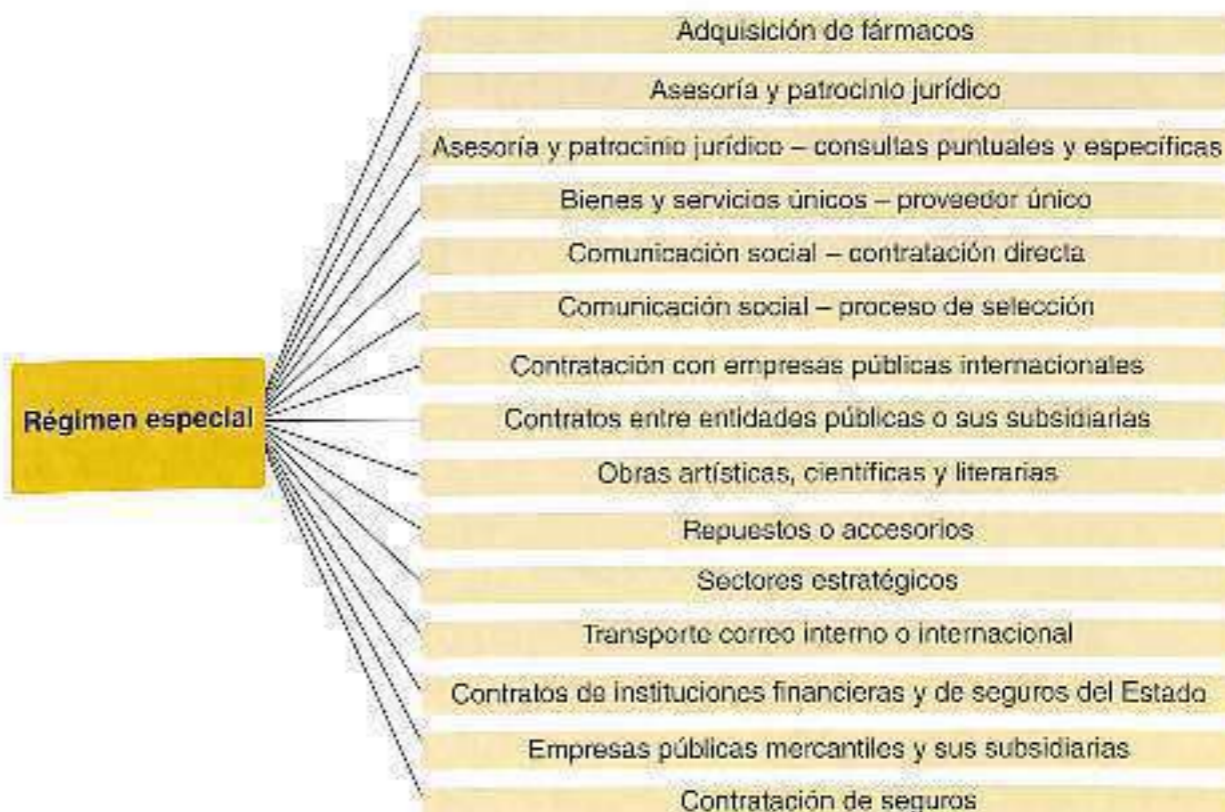 Adquisición de fármacos
Asesoría y patrocinio jurídico
Asesoría y patrocinio jurídico – consultas puntuales y específicas
Bienes y servicios únicos – proveedor único
Comunicación social – contratación directa
Comunicación social – proceso de selección
Contratación con empresas públicas internacionales
Régimen especial
Contratos entre entidades públicas o sus subsidiarias
Obras artísticas, científicas y literarias
Repuestos o accesorios
Sectores estratégicos
Transporte correo interno o internacional
Contratos de instituciones financieras y de seguros del Estado
Empresas públicas mercantiles y sus subsidiarias
Contratación de seguros